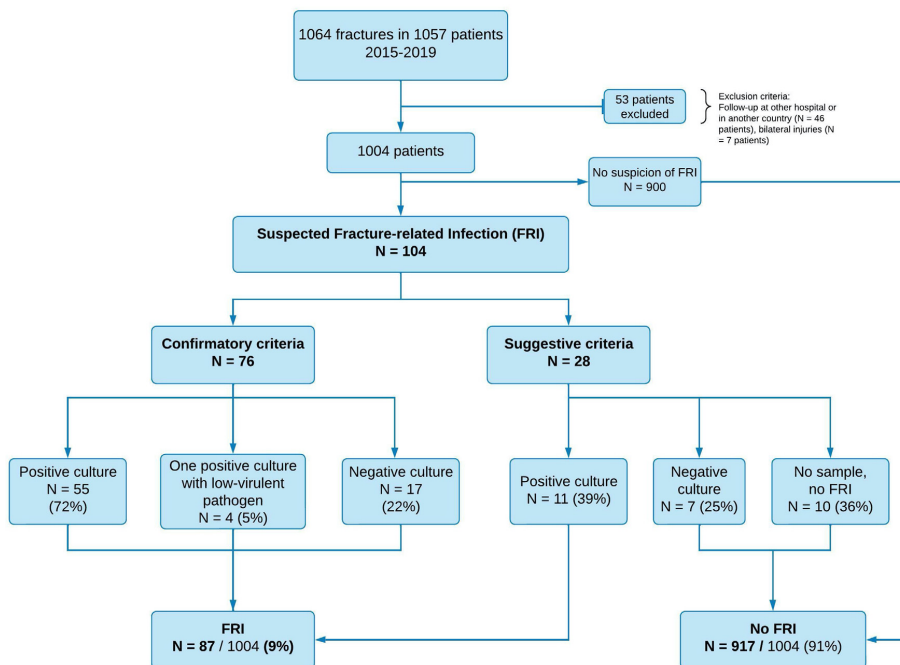 1064 fractures in 1057 patients
2015-2019
53 patients
excluded
Exclusion criteria:
Follow-up at other hospital or
in another country (N = 46
patients), bilateral injuries (N
= 7 patients)
1004 patients
No suspicion of FRI
N = 900
Suspected Fracture-related Infection (FRI)
N = 104
Confirmatory criteria
N = 76
Suggestive criteria
N = 28
Positive culture
N = 55
(72%)
One positive culture
with low-virulent
pathogen
N = 4 (5%)
Negative culture
N = 17
(22%)
Positive culture
N = 11 (39%)
Negative
culture
N = 7 (25%)
No sample,
no FRI
N = 10 (36%)
FRI
N = 87 / 1004 (9%)
No FRI
N = 917 / 1004 (91%)